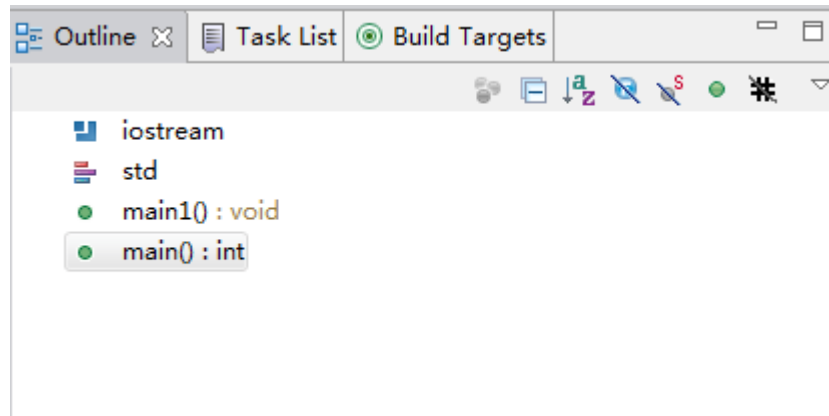 Outline Task List Build Targets
iostream
std
main1() : void
main() : int